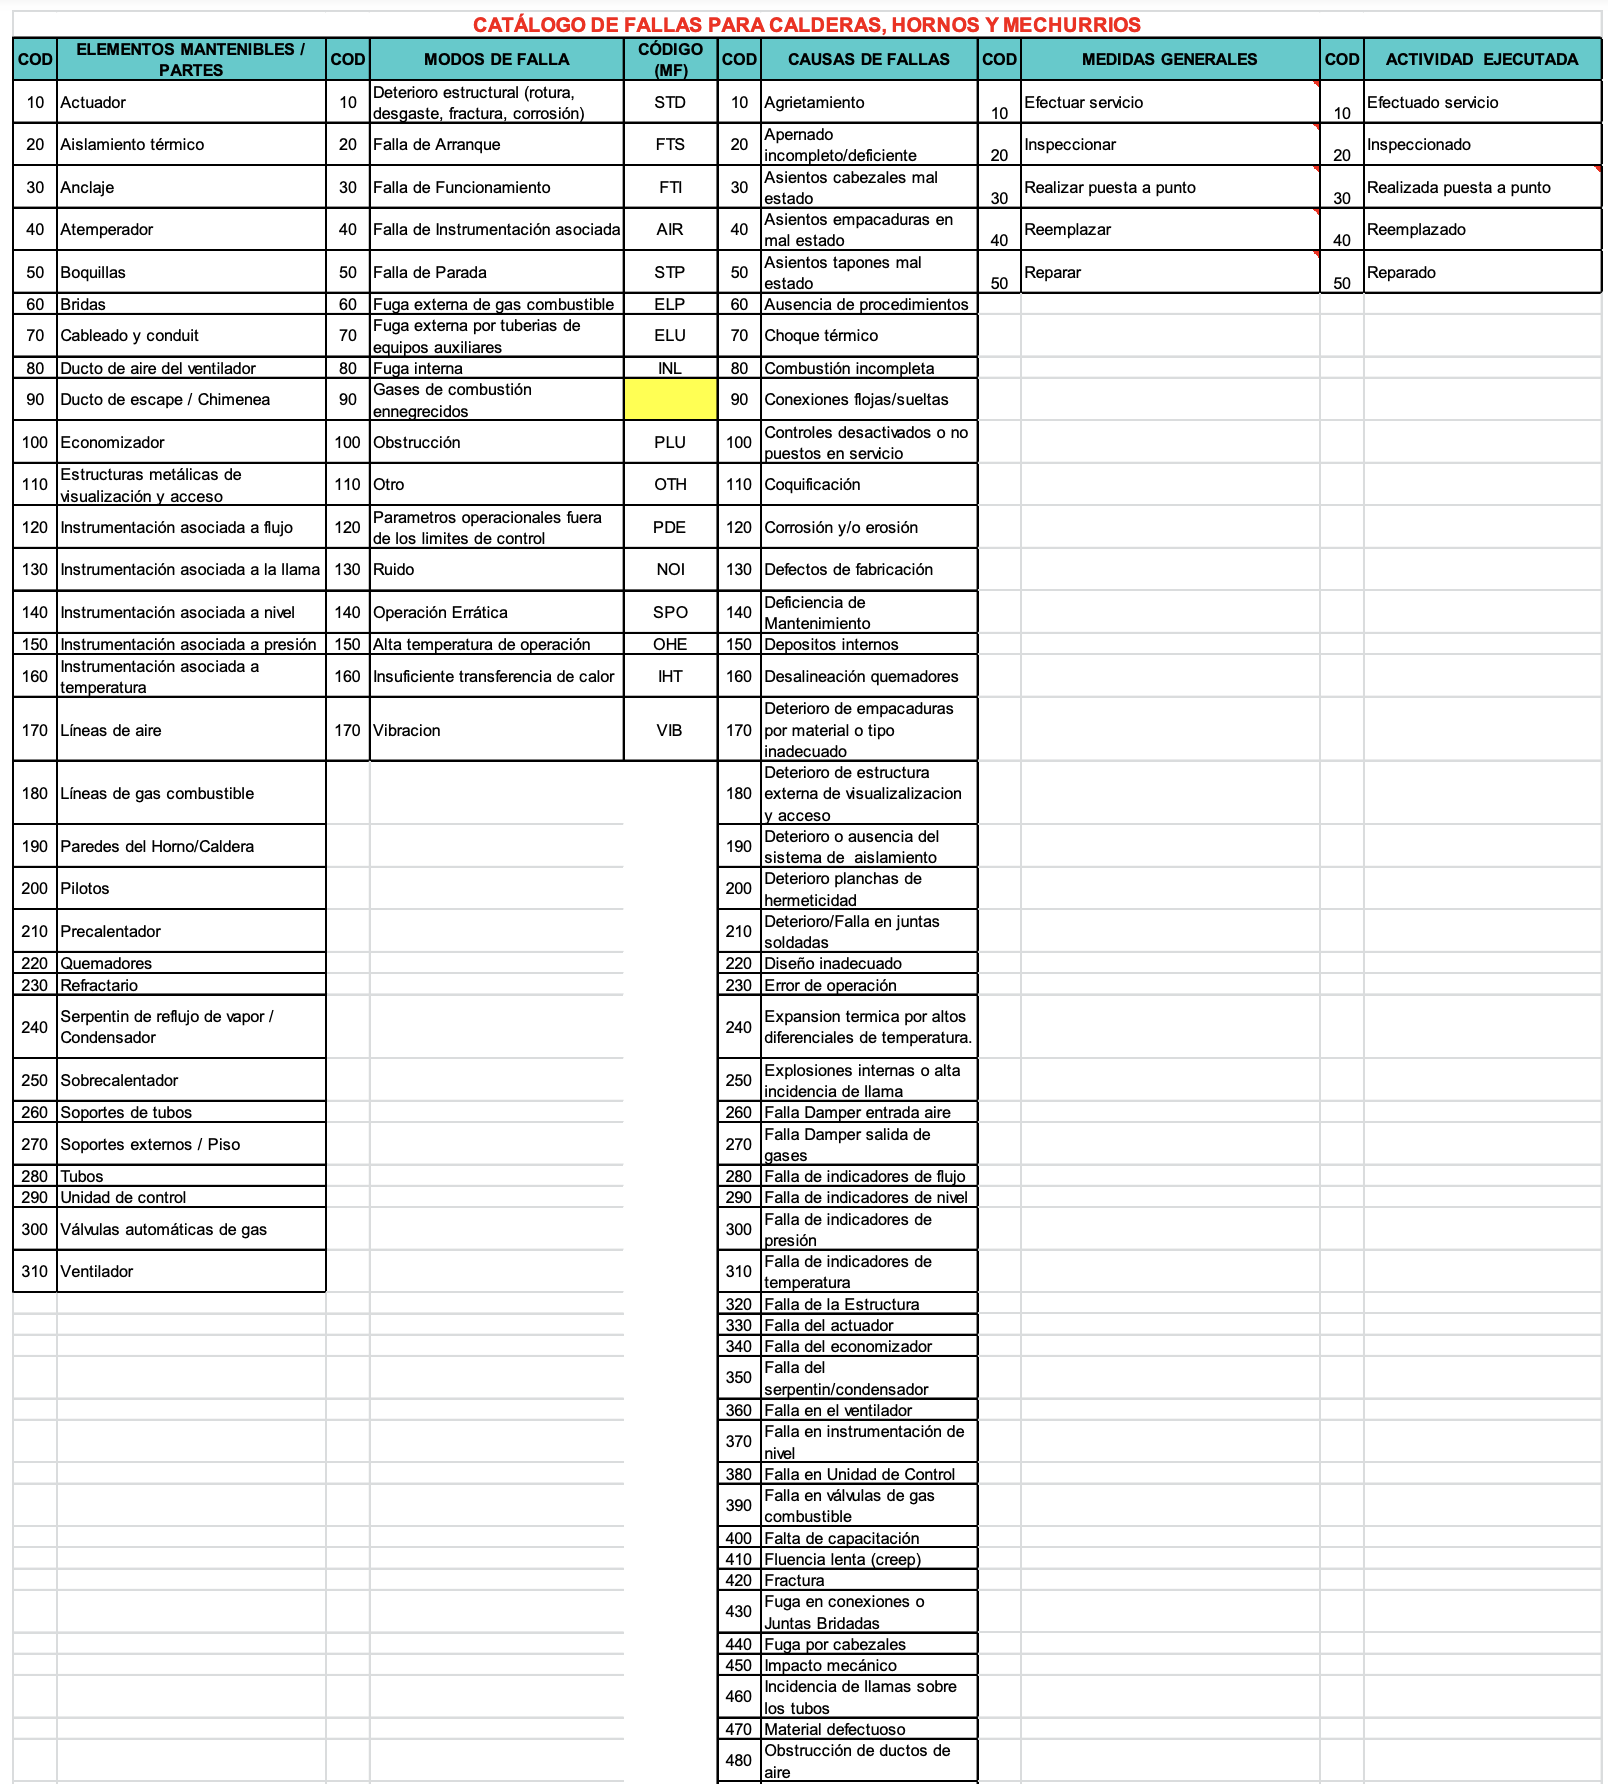 CATÁLOGO DE FALLAS PARA CALDERAS, HORNOS Y MECHURRIOS
COD ELEMENTOS MANTENIBLES / PARTES COD MODOS DE FALLA CÓDIGO (MF) COD CAUSAS DE FALLAS COD MEDIDAS GENERALES COD ACTIVIDAD EJECUTADA
10 Actuador 10 Deterioro estructural (rotura, desgaste, fractura, corrosión) STD 10 Agrietamiento 10 Efectuar servicio 10 Efectuado servicio
20 Aislamiento térmico 20 Falla de Arranque FTS 20 Apernado incompleto/deficiente 20 Inspeccionar 20 Inspeccionado
30 Anclaje 30 Falla de Funcionamiento FTI 30 Asientos cabezales mal estado 30 Realizar puesta a punto 30 Realizada puesta a punto
40 Atemperador 40 Falla de Instrumentación asociada AIR 40 Asientos empacaduras en mal estado 40 Reemplazar 40 Reemplazado
50 Boquillas 50 Falla de Parada STP 50 Asientos tapones mal estado 50 Reparar 50 Reparado
60 Bridas 60 Fuga externa de gas combustible ELP 60 Ausencia de procedimientos
70 Cableado y conduit 70 Fuga externa por tuberias de equipos auxiliares ELU 70 Choque térmico
80 Ducto de aire del ventilador 80 Fuga interna INL 80 Combustión incompleta
90 Ducto de escape / Chimenea 90 Gases de combustión ennegrecidos 90 Conexiones flojas/sueltas
100 Economizador 100 Obstrucción PLU 100 Controles desactivados o no puestos en servicio
110 Estructuras metálicas de visualización y acceso 110 Otro OTH 110 Coquificación
120 Instrumentación asociada a flujo 120 Parametros operacionales fuera de los limites de control PDE 120 Corrosión y/o erosión
130 Instrumentación asociada a la llama 130 Ruido NOI 130 Defectos de fabricación
140 Instrumentación asociada a nivel 140 Operación Errática SPO 140 Deficiencia de Mantenimiento
150 Instrumentación asociada a presión 150 Alta temperatura de operación OHE 150 Depositos internos
160 Instrumentación asociada a temperatura 160 Insuficiente transferencia de calor IHT 160 Desalineación quemadores
170 Líneas de aire 170 Vibracion VIB 170 Deterioro de empacaduras por material o tipo inadecuado
180 Líneas de gas combustible 180 Deterioro de estructura externa de visualizalizacion y acceso
190 Paredes del Horno/Caldera 190 Deterioro o ausencia del sistema de aislamiento
200 Pilotos 200 Deterioro planchas de hermeticidad
210 Precalentador 210 Deterioro/Falla en juntas soldadas
220 Quemadores 220 Diseño inadecuado
230 Refractario 230 Error de operación
240 Serpentin de reflujo de vapor / Condensador 240 Expansion termica por altos diferenciales de temperatura.
250 Sobrecalentador 250 Explosiones internas o alta incidencia de llama
260 Soportes de tubos 260 Falla Damper entrada aire
270 Soportes externos / Piso 270 Falla Damper salida de gases
280 Tubos 280 Falla de indicadores de flujo
290 Unidad de control 290 Falla de indicadores de nivel
300 Válvulas automáticas de gas 300 Falla de indicadores de presión
310 Ventilador 310 Falla de indicadores de temperatura
320 Falla de la Estructura
330 Falla del actuador
340 Falla del economizador
350 Falla del serpentin/condensador
360 Falla en el ventilador
370 Falla en instrumentación de nivel
380 Falla en Unidad de Control
390 Falla en válvulas de gas combustible
400 Falta de capacitación
410 Fluencia lenta (creep)
420 Fractura
430 Fuga en conexiones o Juntas Bridadas
440 Fuga por cabezales
450 Impacto mecánico
460 Incidencia de llamas sobre los tubos
470 Material defectuoso
480 Obstrucción de ductos de aire